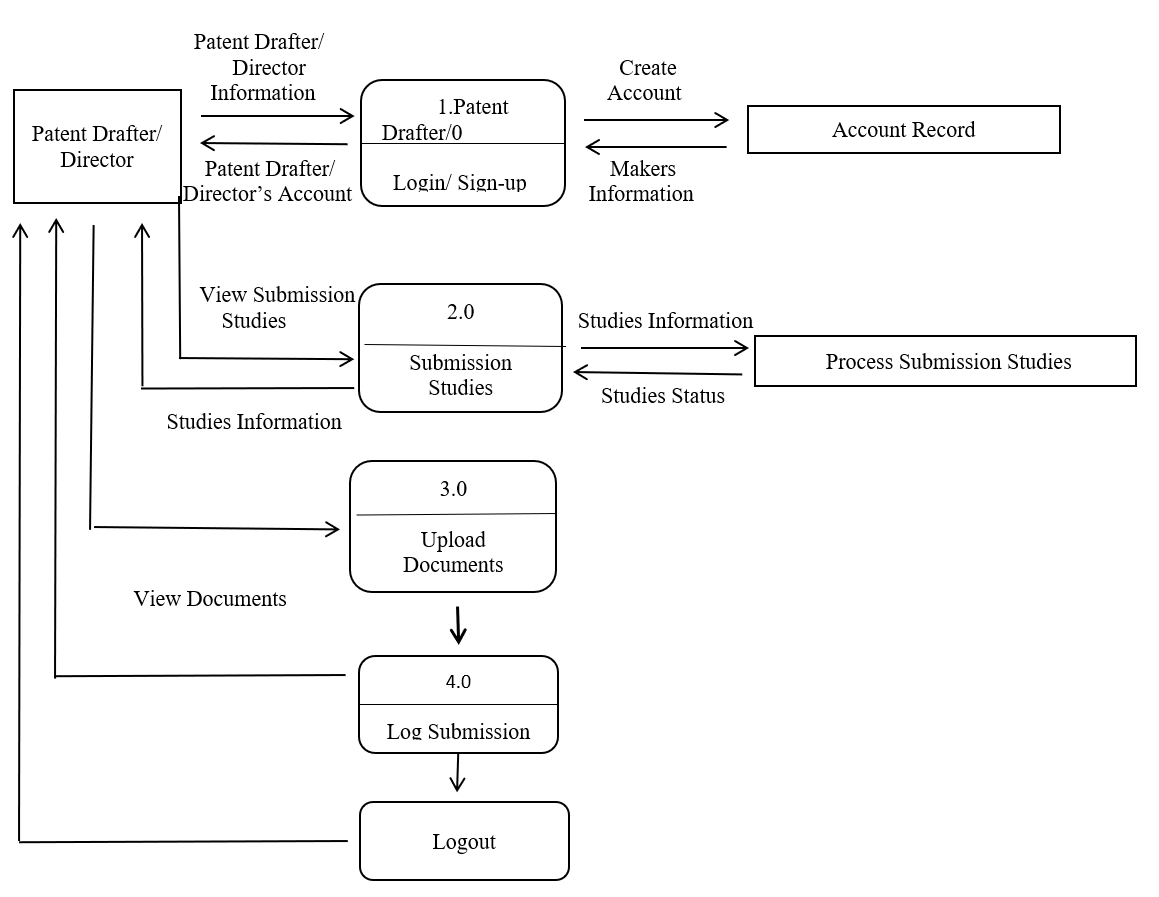 Patent Drafter/
Director
Information
Create
Account
Patent Drafter/
Director
1.Patent
Drafter/0
Login/ Sign-up
Account Record
Patent Drafter/
Director’s Account
Makers
Information
View Submission
Studies
2.0
Submission
Studies
Studies Information
Process Submission Studies
Studies Status
Studies Information
3.0
Upload
Documents
View Documents
4.0
Log Submission
Logout